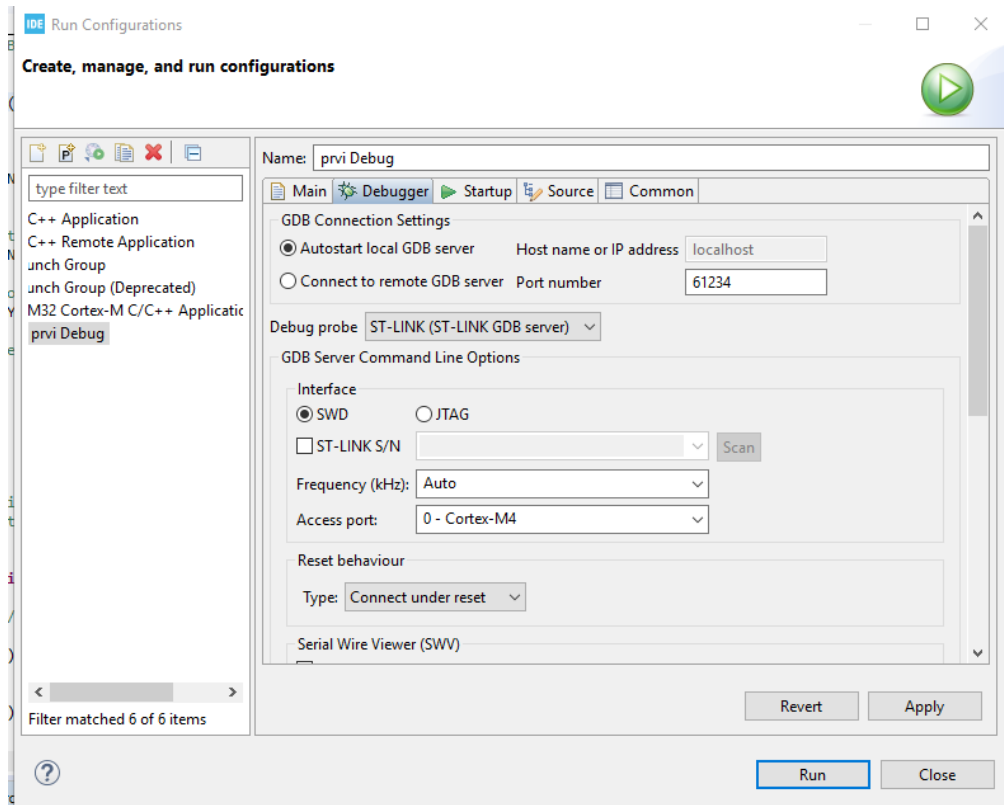 IDE Run Configurations
Create, manage, and run configurations
type filter text
C++ Application
C++ Remote Application
unch Group
unch Group (Deprecated)
M32 Cortex-M C/C++ Applicatic
prvi Debug
Filter matched 6 of 6 items
Name: prvi Debug
Main Debugger Startup Source Common
GDB Connection Settings
Autostart local GDB server Host name or IP address localhost
Connect to remote GDB server Port number 61234
Debug probe ST-LINK (ST-LINK GDB server)
GDB Server Command Line Options
Interface
SWD JTAG
ST-LINK S/N Scan
Frequency (kHz): Auto
Access port: 0 - Cortex-M4
Reset behaviour
Type: Connect under reset
Serial Wire Viewer (SWV)
Revert Apply
? Run Close